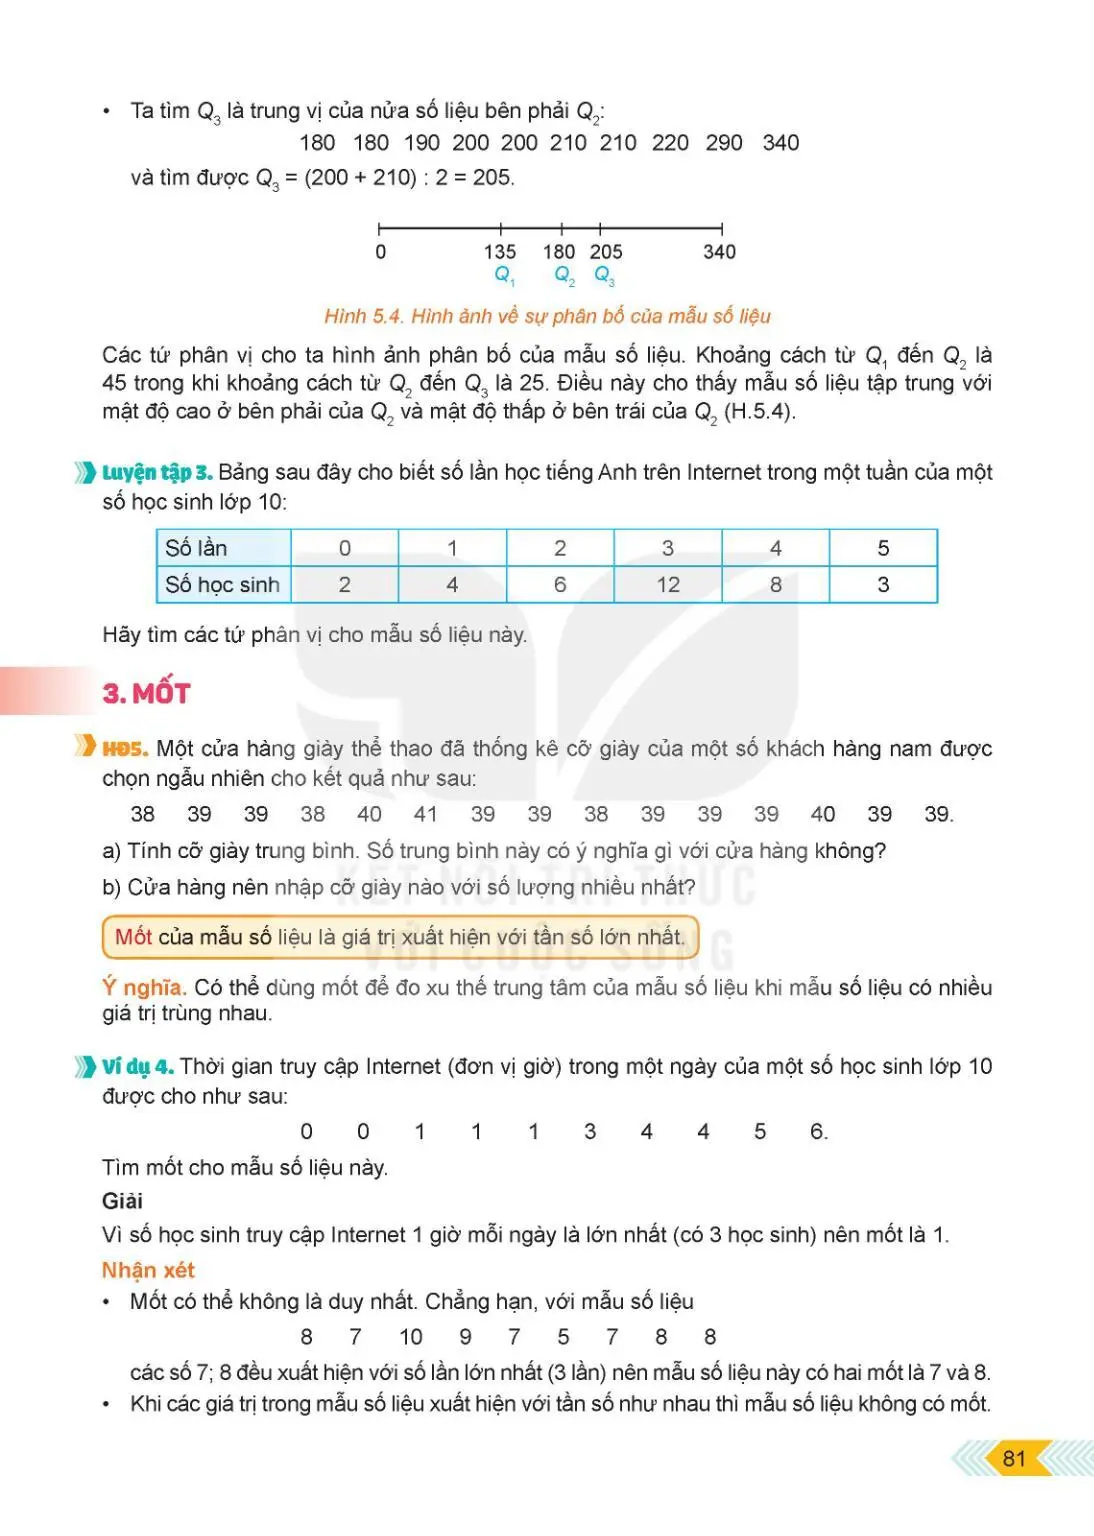 • Ta tìm Q₃ là trung vị của nửa số liệu bên phải Q₂:
180 180 190 200 200 210 210 220 290 340
và tìm được Q₃ = (200 + 210) : 2 = 205.
0 135 180 205 340
Q₁ Q₂ Q₃
Hình 5.4. Hình ảnh về sự phân bố của mẫu số liệu
Các tứ phân vị cho ta hình ảnh phân bố của mẫu số liệu. Khoảng cách từ Q₁ đến Q₂ là
45 trong khi khoảng cách từ Q₂ đến Q₃ là 25. Điều này cho thấy mẫu số liệu tập trung với
mật độ cao ở bên phải của Q₂ và mật độ thấp ở bên trái của Q₂ (H.5.4).
Luyện tập 3. Bảng sau đây cho biết số lần học tiếng Anh trên Internet trong một tuần của một
số học sinh lớp 10:
Số lần 0 1 2 3 4 5
Số học sinh 2 4 6 12 8 3
Hãy tìm các tứ phân vị cho mẫu số liệu này.
3. MỐT
HĐ5. Một cửa hàng giày thể thao đã thống kê cỡ giày của một số khách hàng nam được
chọn ngẫu nhiên cho kết quả như sau:
38 39 39 38 40 41 39 39 38 39 39 39 40 39 39.
a) Tính cỡ giày trung bình. Số trung bình này có ý nghĩa gì với cửa hàng không?
b) Cửa hàng nên nhập cỡ giày nào với số lượng nhiều nhất?
KẾT NỐI TRI THỨC
Mốt của mẫu số liệu là giá trị xuất hiện với tần số lớn nhất.
VỚI CUỘC SỐNG
Ý nghĩa. Có thể dùng mốt để đo xu thế trung tâm của mẫu số liệu khi mẫu số liệu có nhiều
giá trị trùng nhau.
Ví dụ 4. Thời gian truy cập Internet (đơn vị giờ) trong một ngày của một số học sinh lớp 10
được cho như sau:
0 0 1 1 1 3 4 4 5 6.
Tìm mốt cho mẫu số liệu này.
Giải
Vì số học sinh truy cập Internet 1 giờ mỗi ngày là lớn nhất (có 3 học sinh) nên mốt là 1.
Nhận xét
• Mốt có thể không là duy nhất. Chẳng hạn, với mẫu số liệu
8 7 10 9 7 5 7 8 8
các số 7; 8 đều xuất hiện với số lần lớn nhất (3 lần) nên mẫu số liệu này có hai mốt là 7 và 8.
• Khi các giá trị trong mẫu số liệu xuất hiện với tần số như nhau thì mẫu số liệu không có mốt.
81